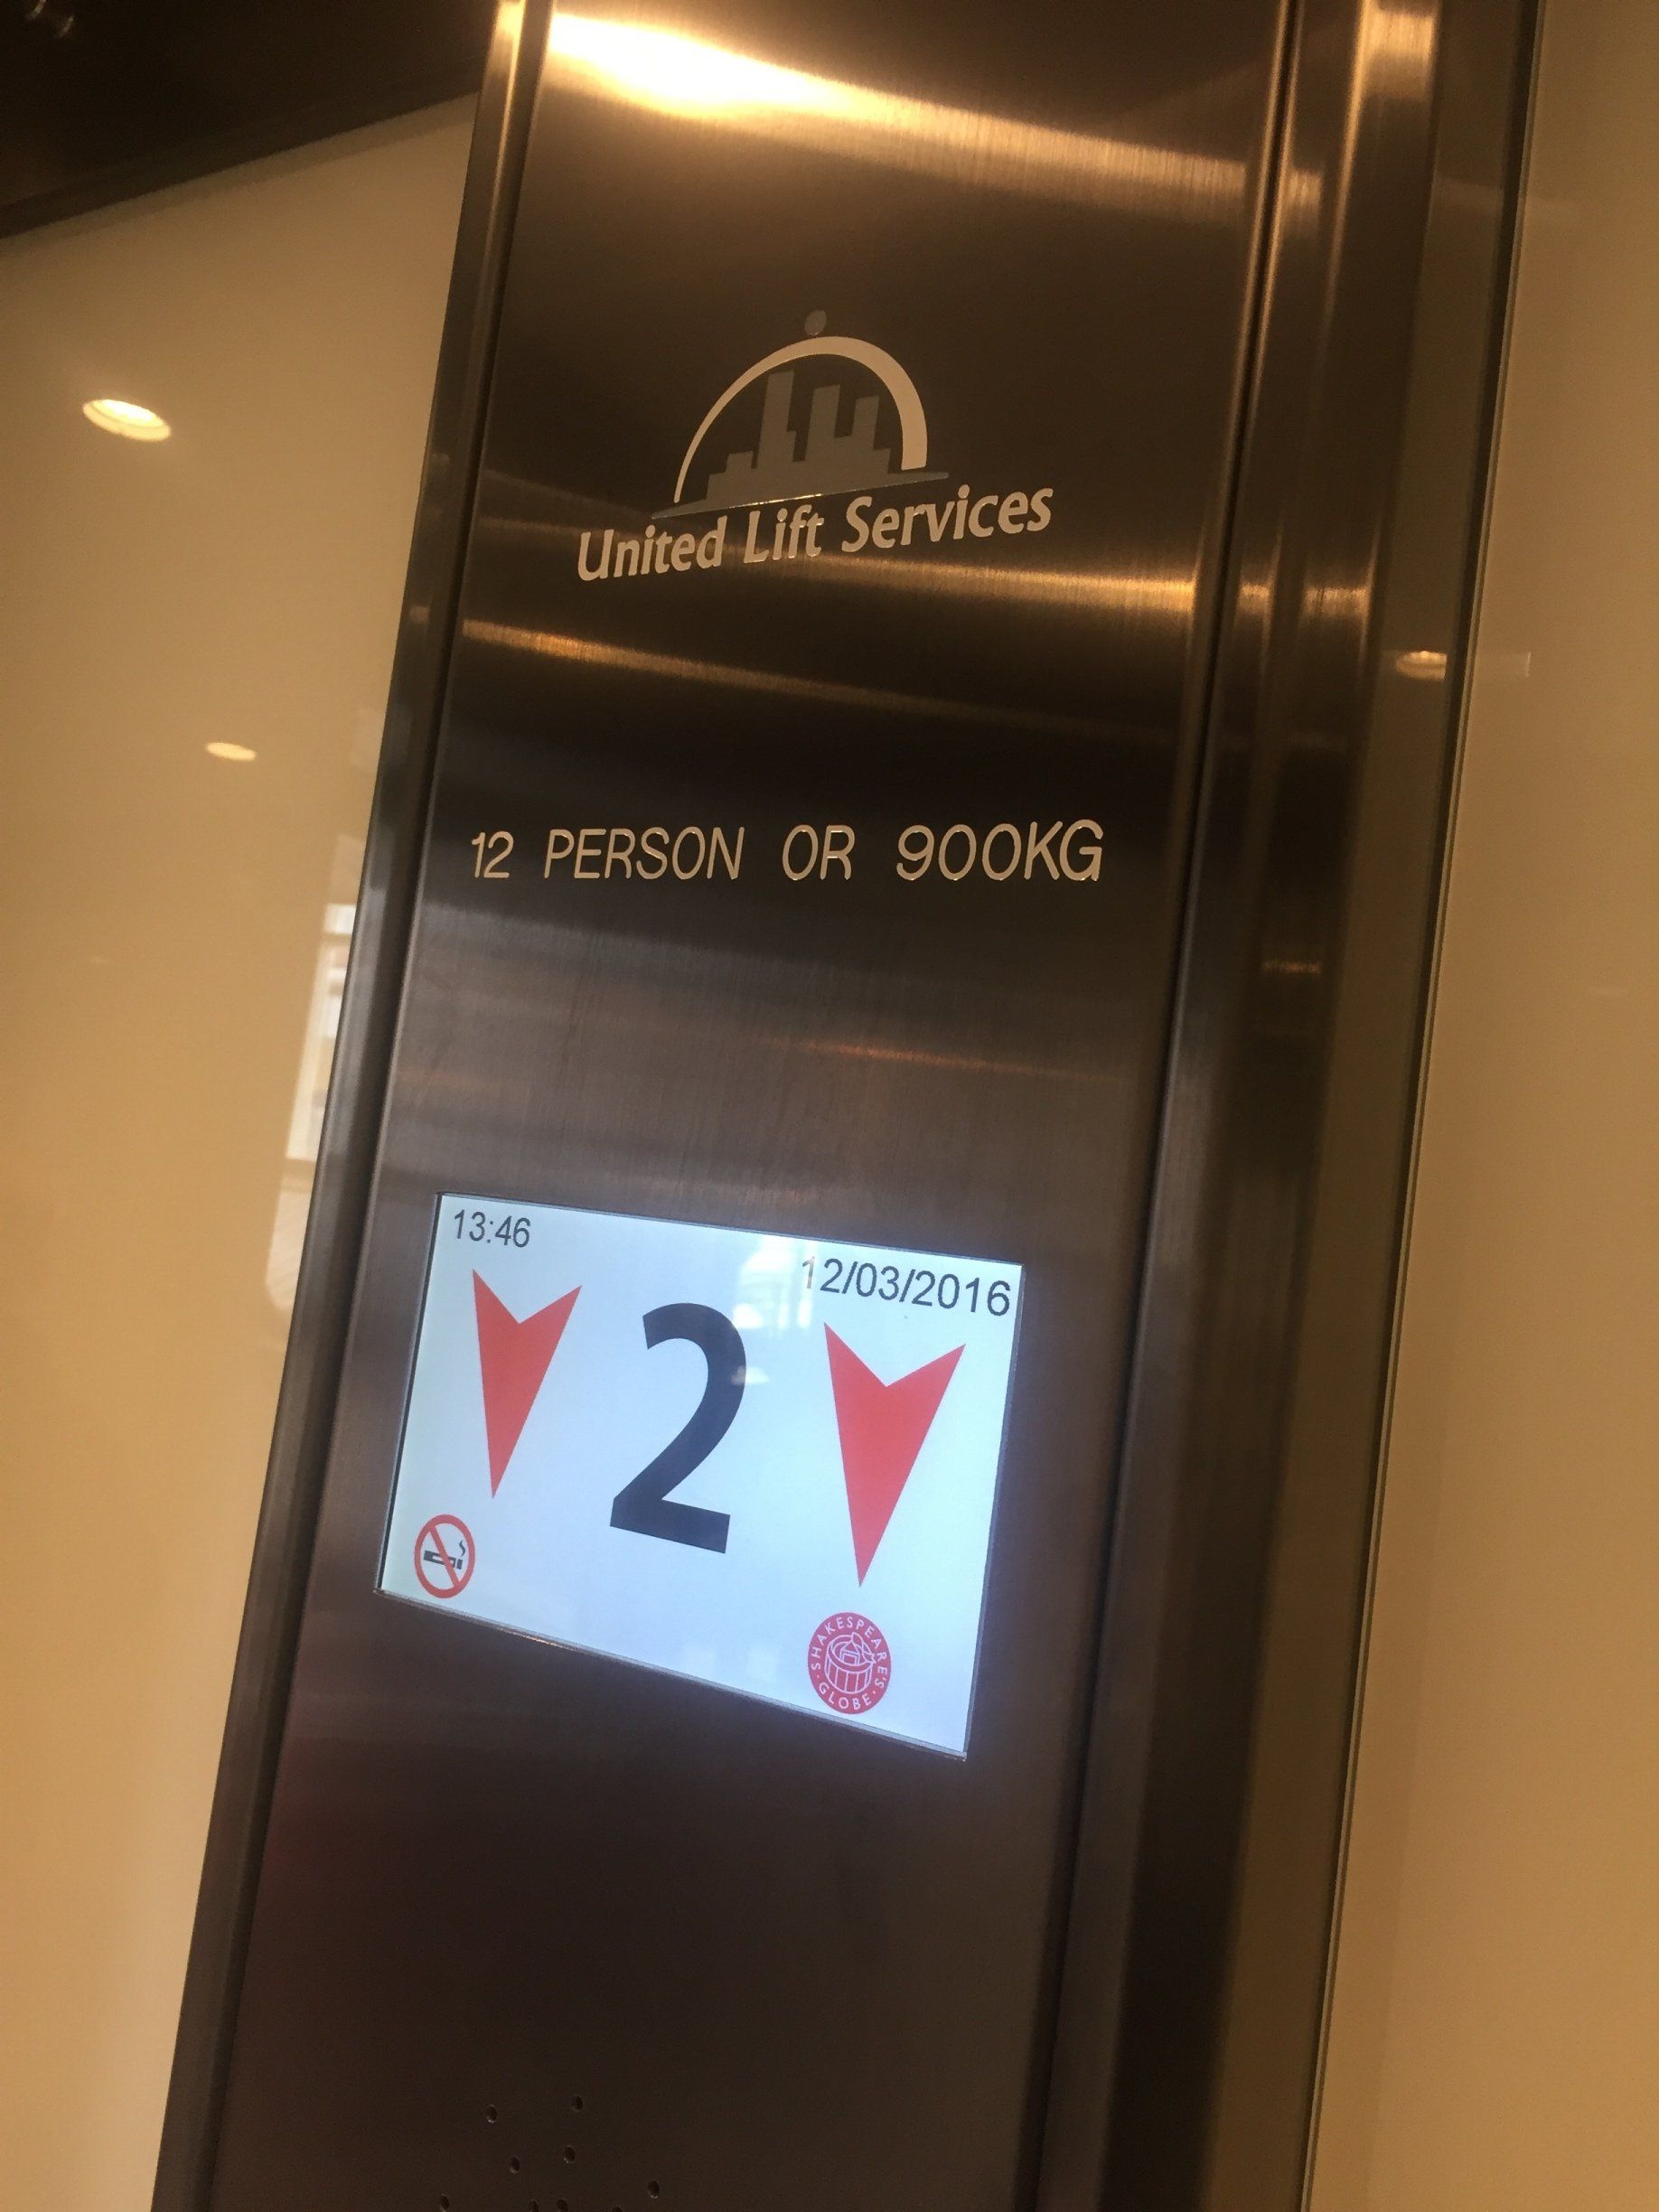 United Lift Services
12 PERSON OR 900KG
13:46
12/03/2016
2
SHAKESPEARE'S
GLOBE